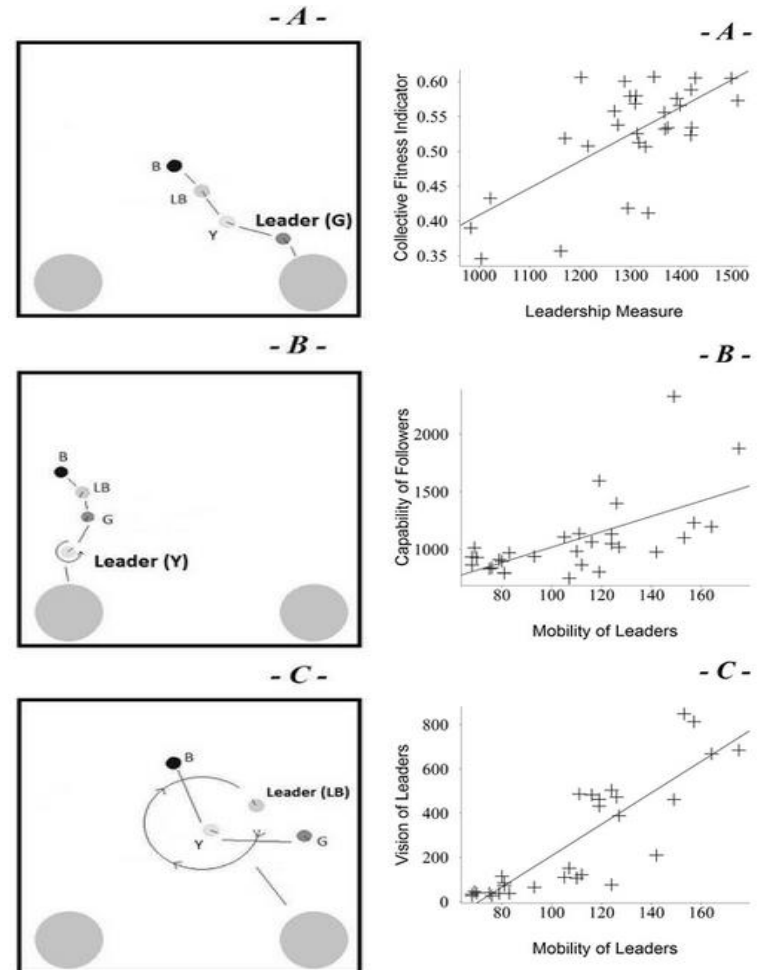 - A -
B
LB
Leader (G)
Y
- A -
Collective Fitness Indicator
0.60
0.55
0.50
0.45
0.40
0.35
1000 1100 1200 1300 1400 1500
Leadership Measure
- B -
B
LB
G
Leader (Y)
- B -
Capability of Followers
2000
1500
1000
80 100 120 140 160
Mobility of Leaders
- C -
B
Leader (LB)
Y
G
- C -
Vision of Leaders
800
600
400
200
0
80 100 120 140 160
Mobility of Leaders